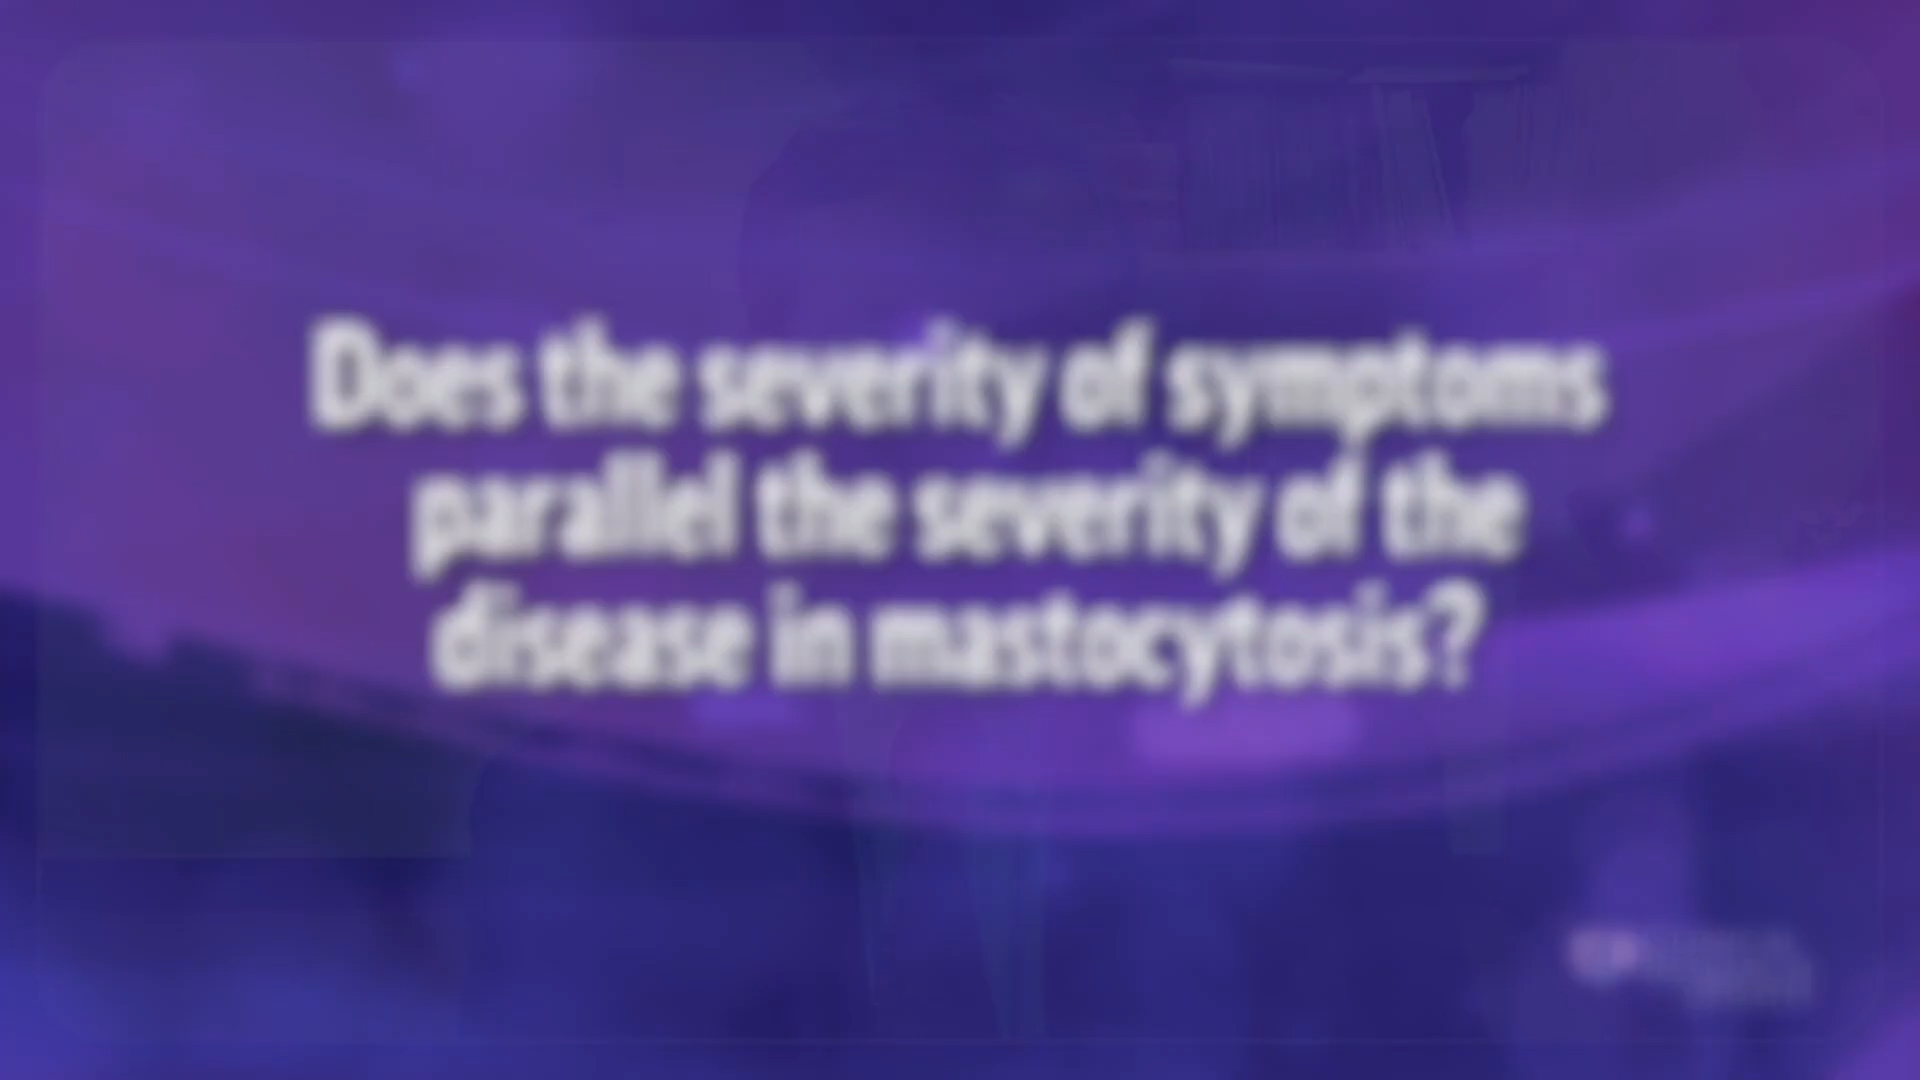 Does the severity of symptoms
parallel the severity of the
disease in mastocytosis?